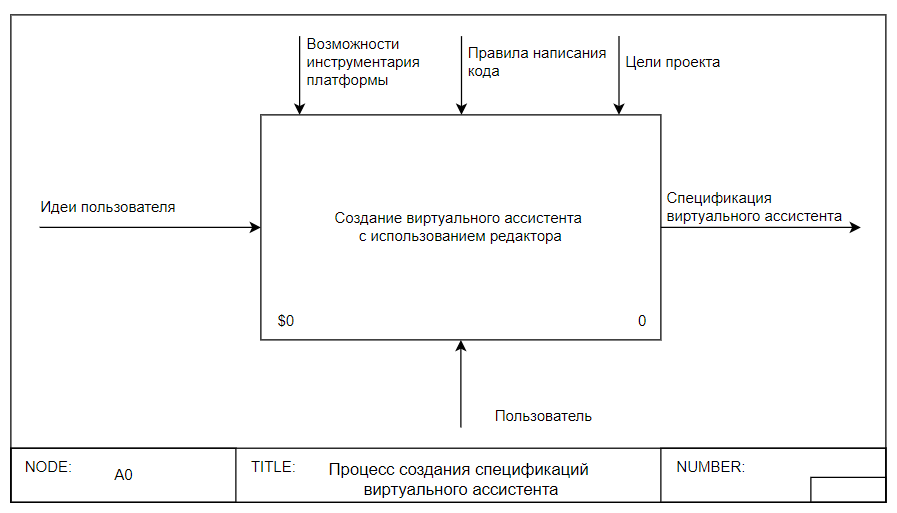 Возможности
инструментария
платформы
Правила написания
кода
Цели проекта
Идеи пользователя
Создание виртуального ассистента
с использованием редактора
Спецификация
виртуального ассистента
$0
0
Пользователь
NODE:
A0
TITLE:
Процесс создания спецификаций
виртуального ассистента
NUMBER: